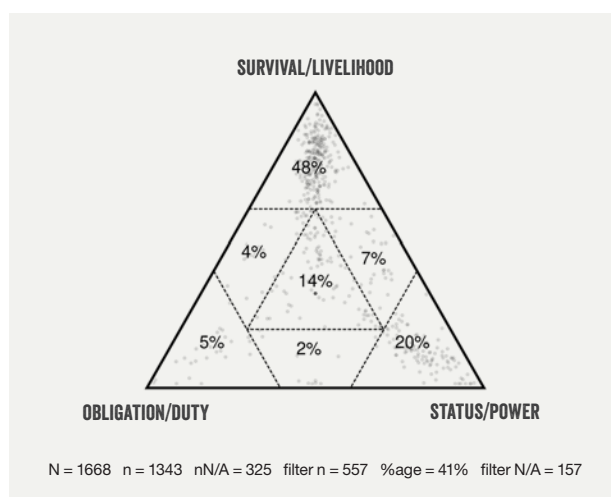 SURVIVAL/LIVELIHOOD
48%
4%
7%
14%
5%
2%
20%
OBLIGATION/DUTY STATUS/POWER
N = 1668 n = 1343 nN/A = 325 filter n = 557 %age = 41% filter N/A = 157